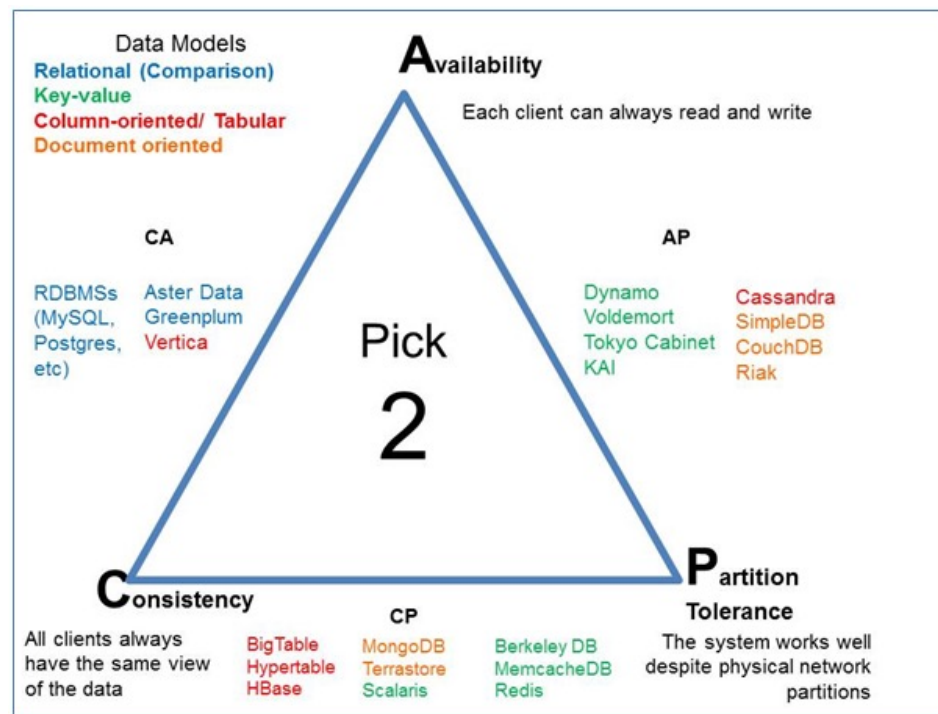 Data Models
Relational (Comparison)
Key-value
Column-oriented/ Tabular
Document oriented
Availability
Each client can always read and write
CA
RDBMSs
(MySQL,
Postgres,
etc)
Aster Data
Greenplum
Vertica
Pick
2
AP
Dynamo
Voldemort
Tokyo Cabinet
KAI
Cassandra
SimpleDB
CouchDB
Riak
Consistency
All clients always
have the same view
of the data
CP
BigTable
Hypertable
HBase
MongoDB
Terrastore
Scalaris
Berkeley DB
MemcacheDB
Redis
Partition
Tolerance
The system works well
despite physical network
partitions